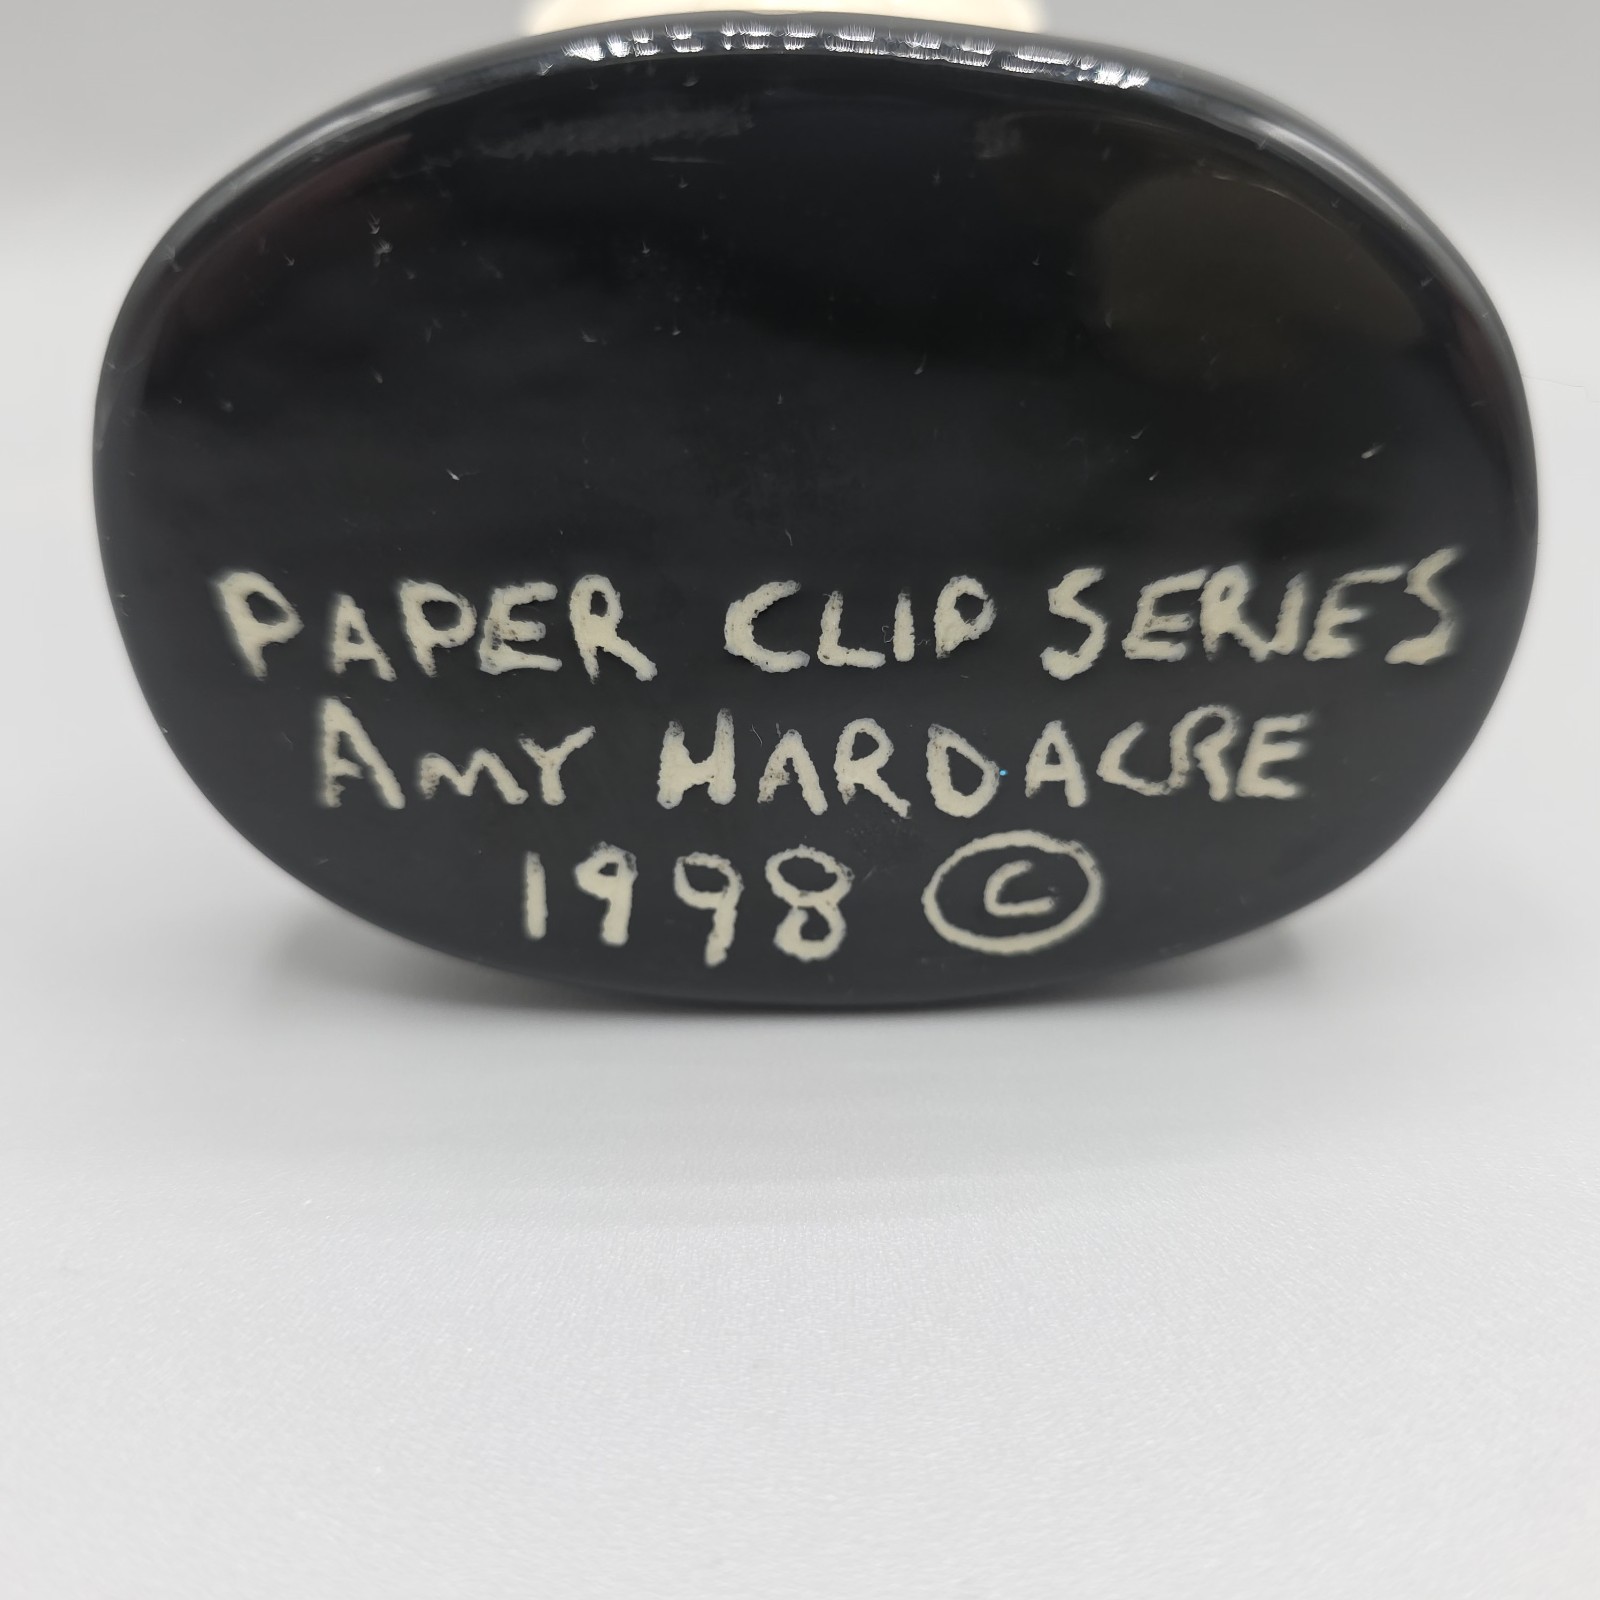 PAPER CLIP SERIES
AMY HARDACRE
1998 ©